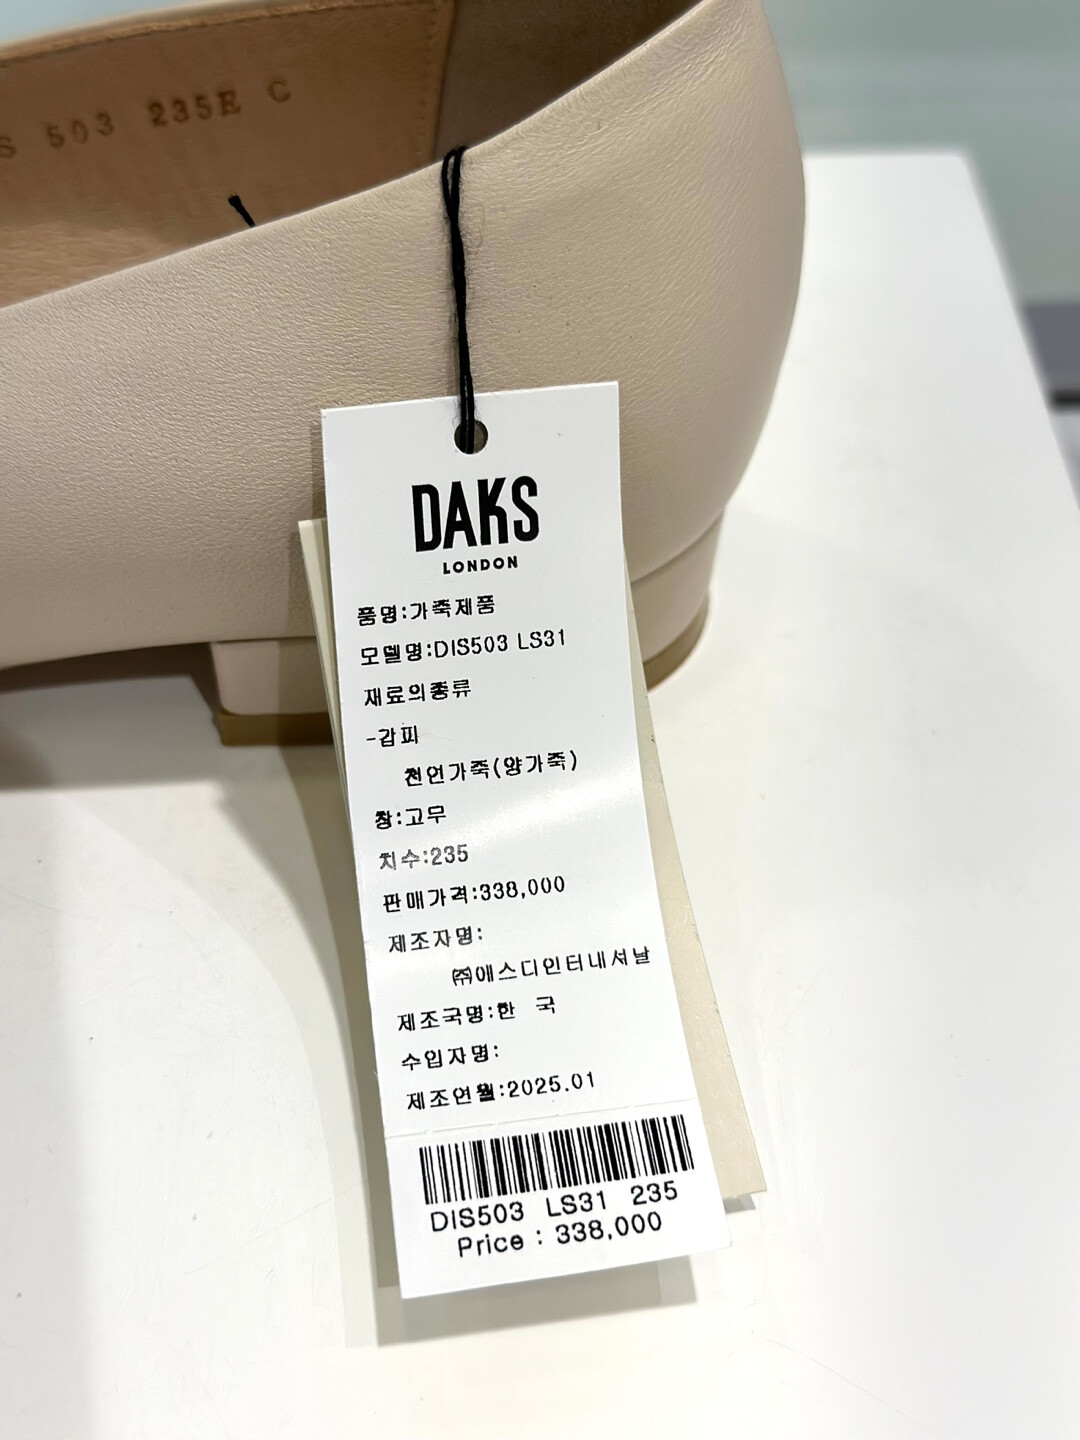 S 503 235E C
DAKS
LONDON
품명:가죽제품
모델명:DIS503 LS31
재료의종류
-갑피
천연가죽(양가죽)
창:고무
치수:235
판매가격:338,000
제조자명:
㈜에스디인터내셔날
제조국명:한 국
수입자명:
제조연월:2025.01
DIS503 LS31 235
Price : 338,000